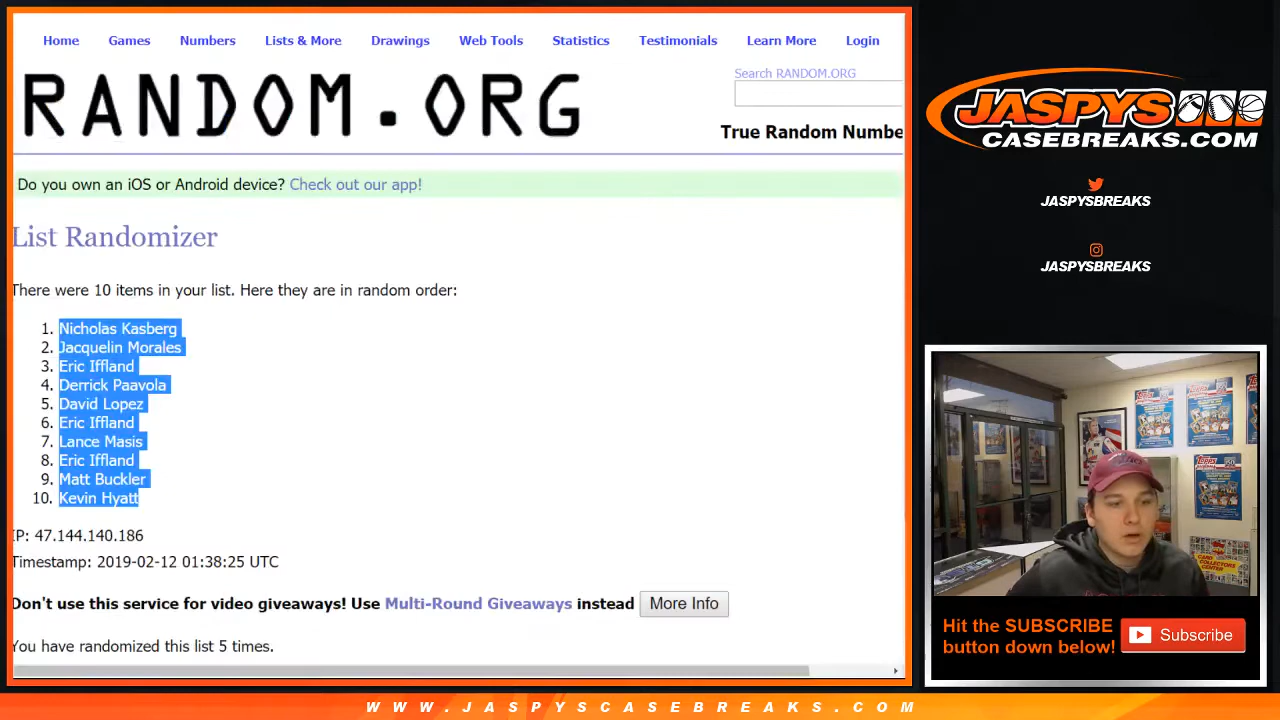 Home Games Numbers Lists & More Drawings Web Tools Statistics Testimonials Learn More Login
RANDOM.ORG
Search RANDOM.ORG
True Random Numbe
Do you own an iOS or Android device? Check out our app!
List Randomizer
There were 10 items in your list. Here they are in random order:
1. Nicholas Kasberg
2. Jacquelin Morales
3. Eric Iffland
4. Derrick Paavola
5. David Lopez
6. Eric Iffland
7. Lance Masis
8. Eric Iffland
9. Matt Buckler
10. Kevin Hyatt
IP: 47.144.140.186
Timestamp: 2019-02-12 01:38:25 UTC
Don't use this service for video giveaways! Use Multi-Round Giveaways instead More Info
You have randomized this list 5 times.
JASPYS
CASEBREAKS.COM
JASPYSBREAKS
JASPYSBREAKS
Hit the SUBSCRIBE
button down below!
Subscribe
WWW.JASPYSCASEBREAKS.COM